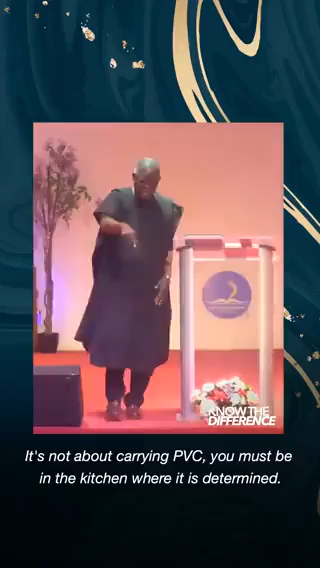 KNOW THE
DIFFERENCE
It's not about carrying PVC, you must be
in the kitchen where it is determined.